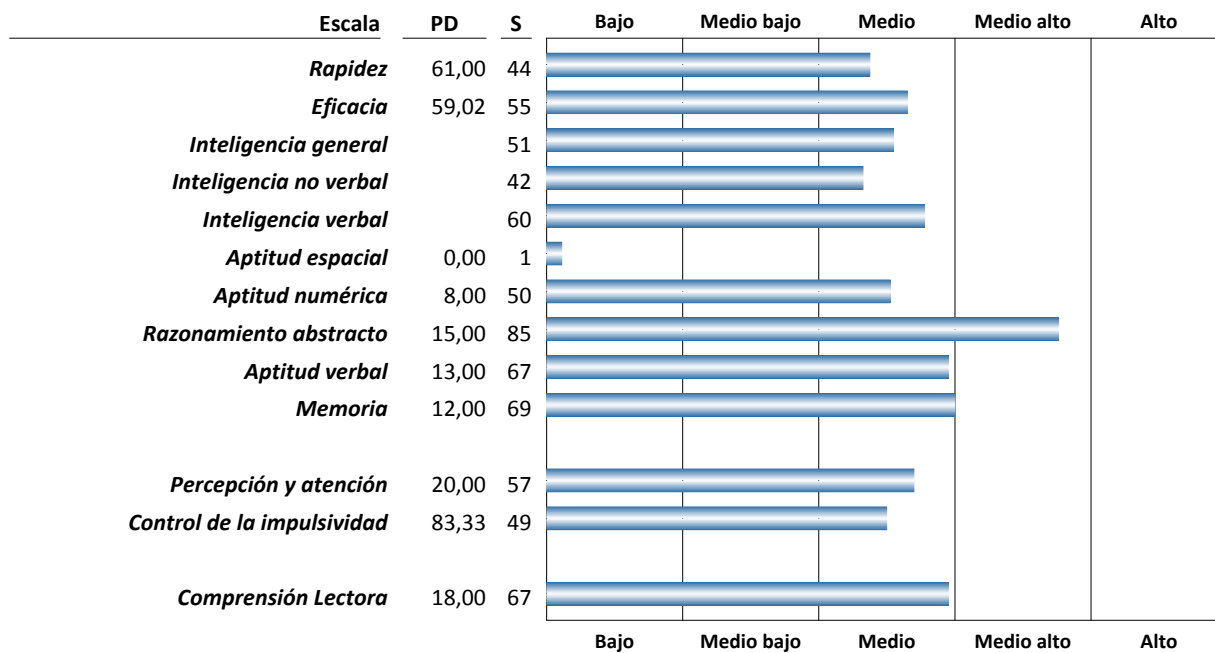 Escala PD S Bajo Medio bajo Medio Medio alto Alto
Rapidez 61,00 44
Eficacia 59,02 55
Inteligencia general 51
Inteligencia no verbal 42
Inteligencia verbal 60
Aptitud espacial 0,00 1
Aptitud numérica 8,00 50
Razonamiento abstracto 15,00 85
Aptitud verbal 13,00 67
Memoria 12,00 69
Percepción y atención 20,00 57
Control de la impulsividad 83,33 49
Comprensión Lectora 18,00 67
Bajo Medio bajo Medio Medio alto Alto